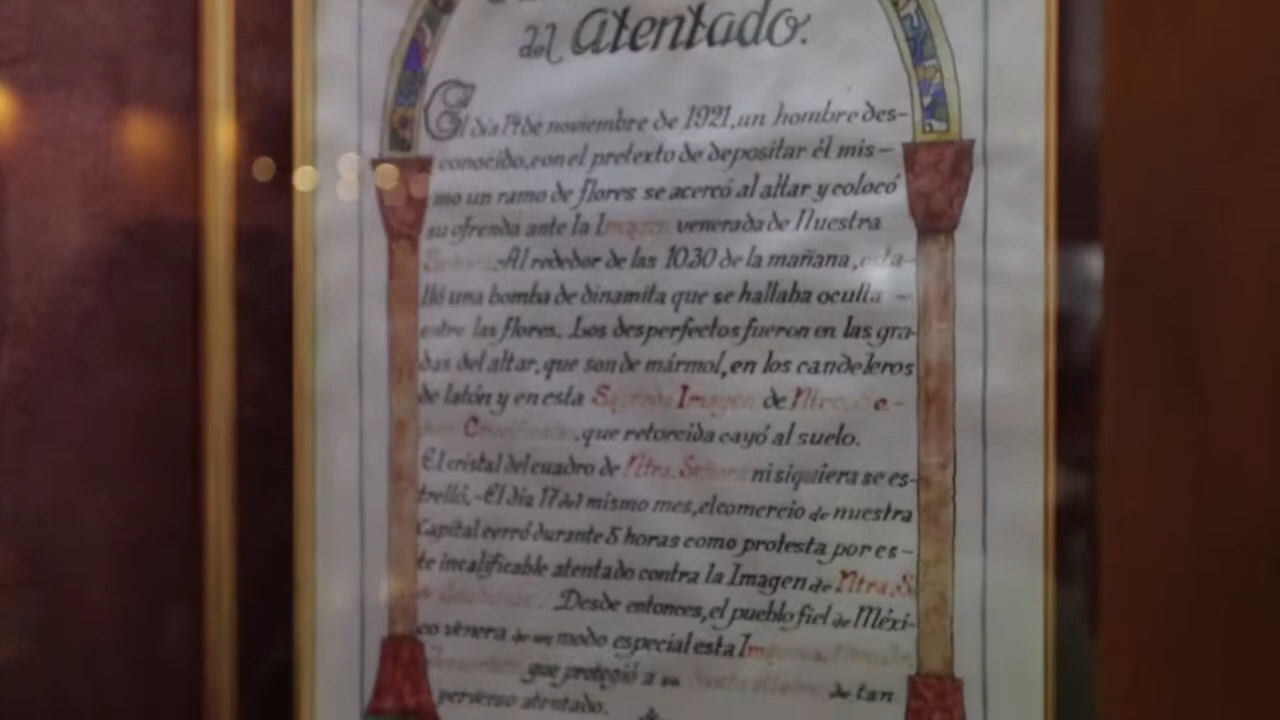 del Atentado.
El día 14 de noviembre de 1921, un hombre des-
conocido, con el pretexto de depositar él mis-
mo un ramo de flores se acercó al altar y colocó
su ofrenda ante la Imagen venerada de Nuestra
Señora. Al rededor de las 10.30 de la mañana, esta-
lló una bomba de dinamita que se hallaba oculta
entre las flores. Los desperfectos fueron en las gra-
das del altar, que son de mármol, en los candeleros
de latón y en esta Sagrada Imagen de Ntro.
Crucificado, que retorcida cayó al suelo.
El cristal del cuadro de Ntra. Señora ni siquiera se es-
trelló.-El día 17 del mismo mes, el comercio de nuestra
Capital cerró durante 5 horas como protesta por es-
te incalificable atentado contra la Imagen de Ntra. S
Desde entonces, el pueblo fiel de Méxi-
co venera de un modo especial esta
que protegió a su de tan
perverso atentado.